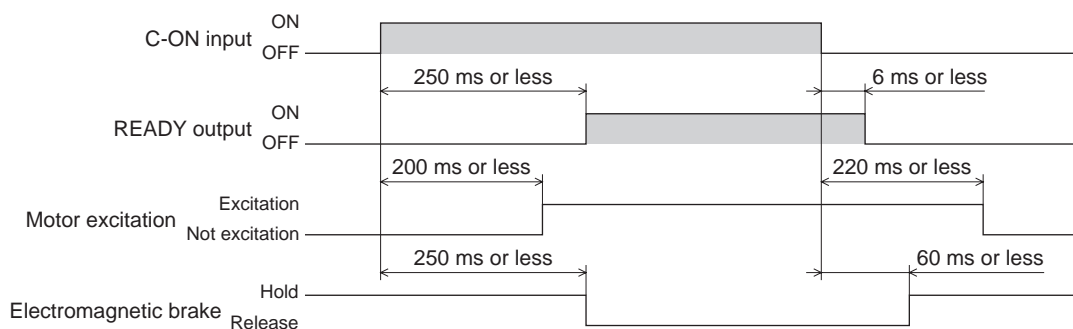 C-ON input
ON
OFF
250 ms or less
6 ms or less
READY output
ON
OFF
200 ms or less
220 ms or less
Motor excitation
Excitation
Not excitation
250 ms or less
60 ms or less
Electromagnetic brake
Hold
Release